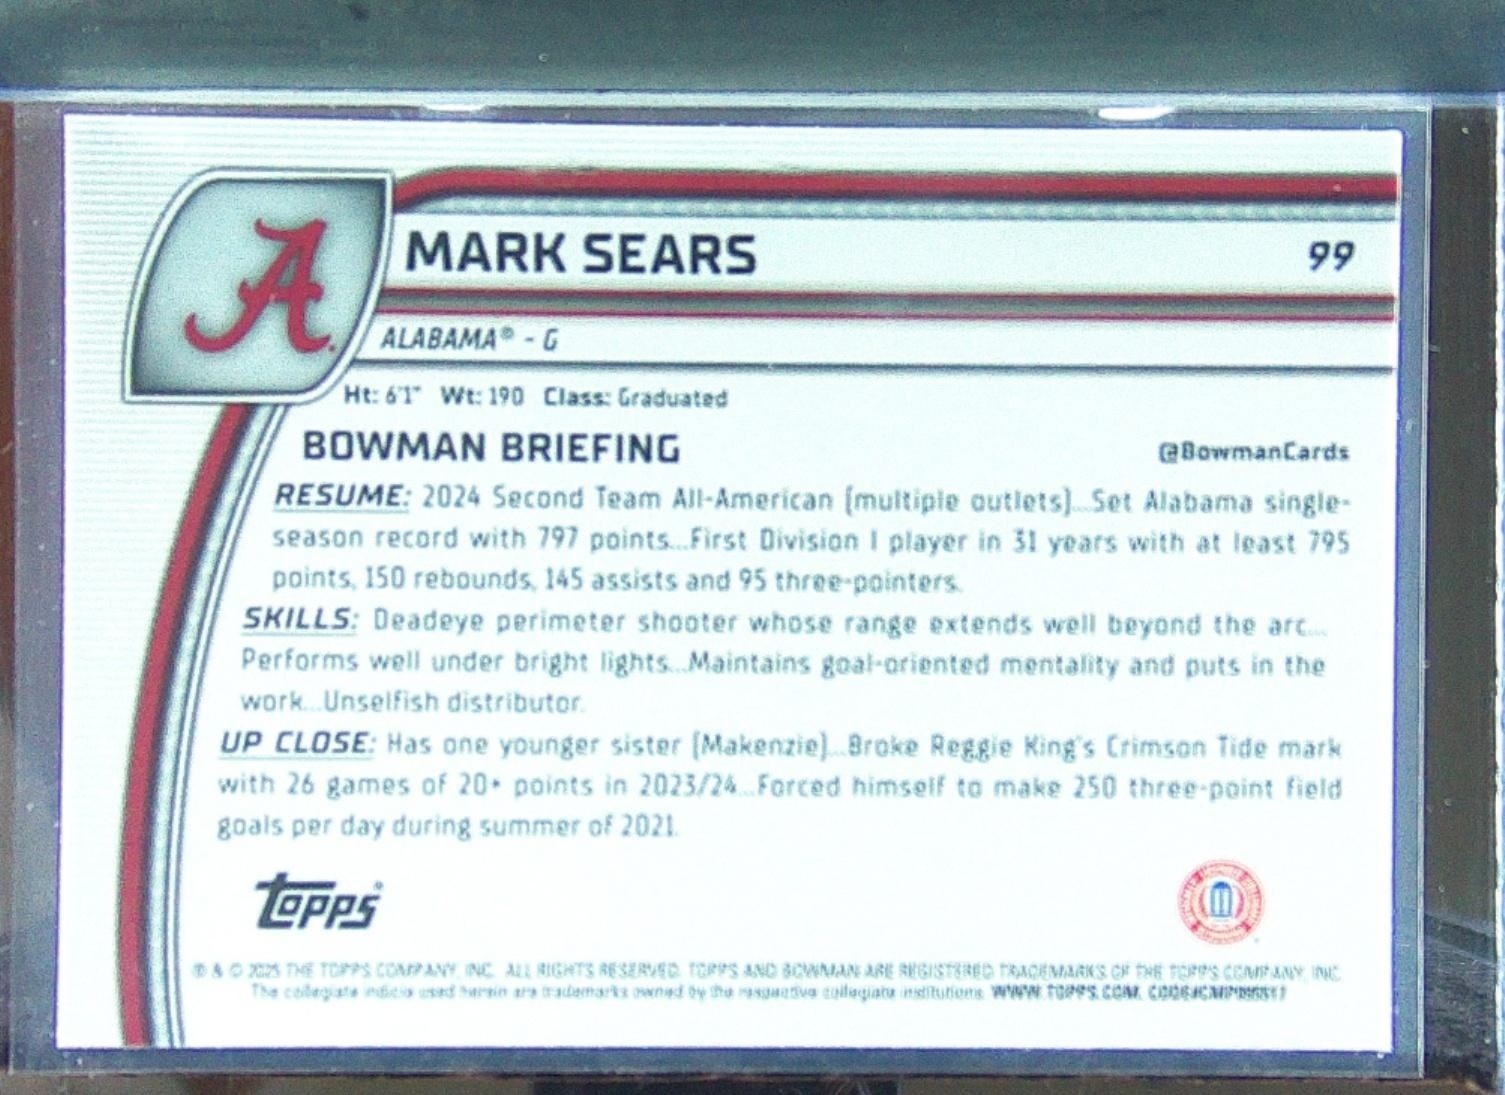 MARK SEARS
99
ALABAMA® - G
Ht: 6'1" Wt: 190 Class: Graduated
BOWMAN BRIEFING
@BowmanCards
RESUME: 2024 Second Team All-American (multiple outlets)...Set Alabama single-
season record with 797 points...First Division I player in 31 years with at least 795
points, 150 rebounds, 145 assists and 95 three-pointers.
SKILLS: Deadeye perimeter shooter whose range extends well beyond the arc...
Performs well under bright lights...Maintains goal-oriented mentality and puts in the
work...Unselfish distributor.
UP CLOSE: Has one younger sister (Makenzie)...Broke Reggie King's Crimson Tide mark
with 26 games of 20+ points in 2023/24...Forced himself to make 250 three-point field
goals per day during summer of 2021.
Topps®
® & © 2025 THE TOPPS COMPANY, INC. ALL RIGHTS RESERVED. TOPPS AND BOWMAN ARE REGISTERED TRADEMARKS OF THE TOPPS COMPANY, INC.
The collegiate indicia used herein are trademarks owned by the respective collegiate institutions. WWW.TOPPS.COM.